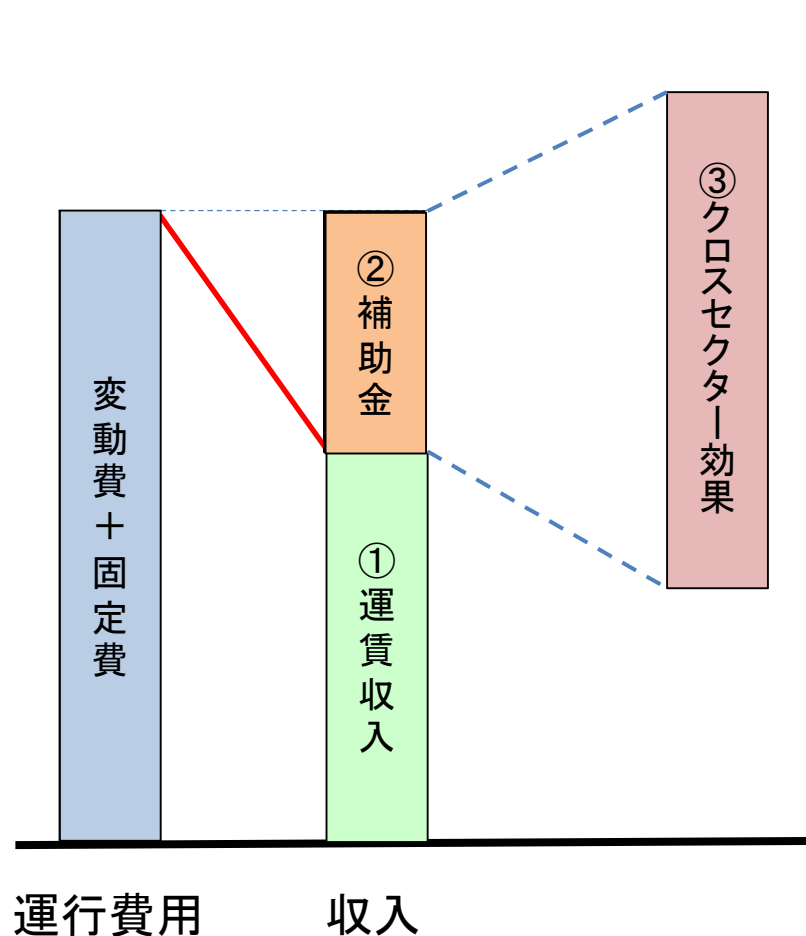 変動費＋固定費
②補助金
①運賃収入
③クロスセクター効果
運行費用
収入